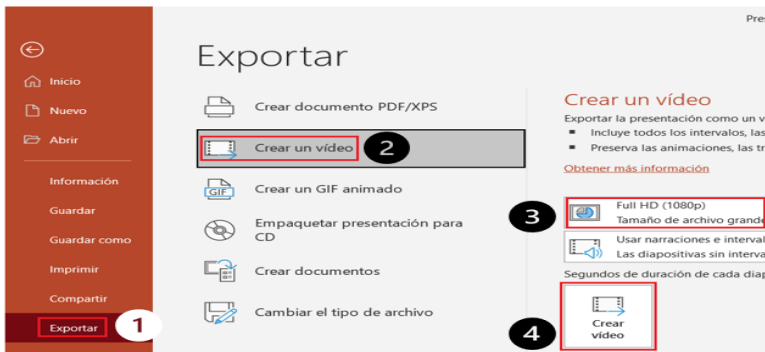 Pre
Exportar
Inicio
Nuevo
Abrir
Información
Guardar
Guardar como
Imprimir
Compartir
Exportar
1
Crear documento PDF/XPS
Crear un vídeo
2
Crear un GIF animado
GIF
Empaquetar presentación para
CD
Crear documentos
Cambiar el tipo de archivo
Crear un vídeo
Exportar la presentación como un v
Incluye todos los intervalos, las
Preserva las animaciones, las tr
Obtener más información
3
Full HD (1080p)
Tamaño de archivo grande
Usar narraciones e interval
Las diapositivas sin interva
Segundos de duración de cada diap
4
Crear
vídeo